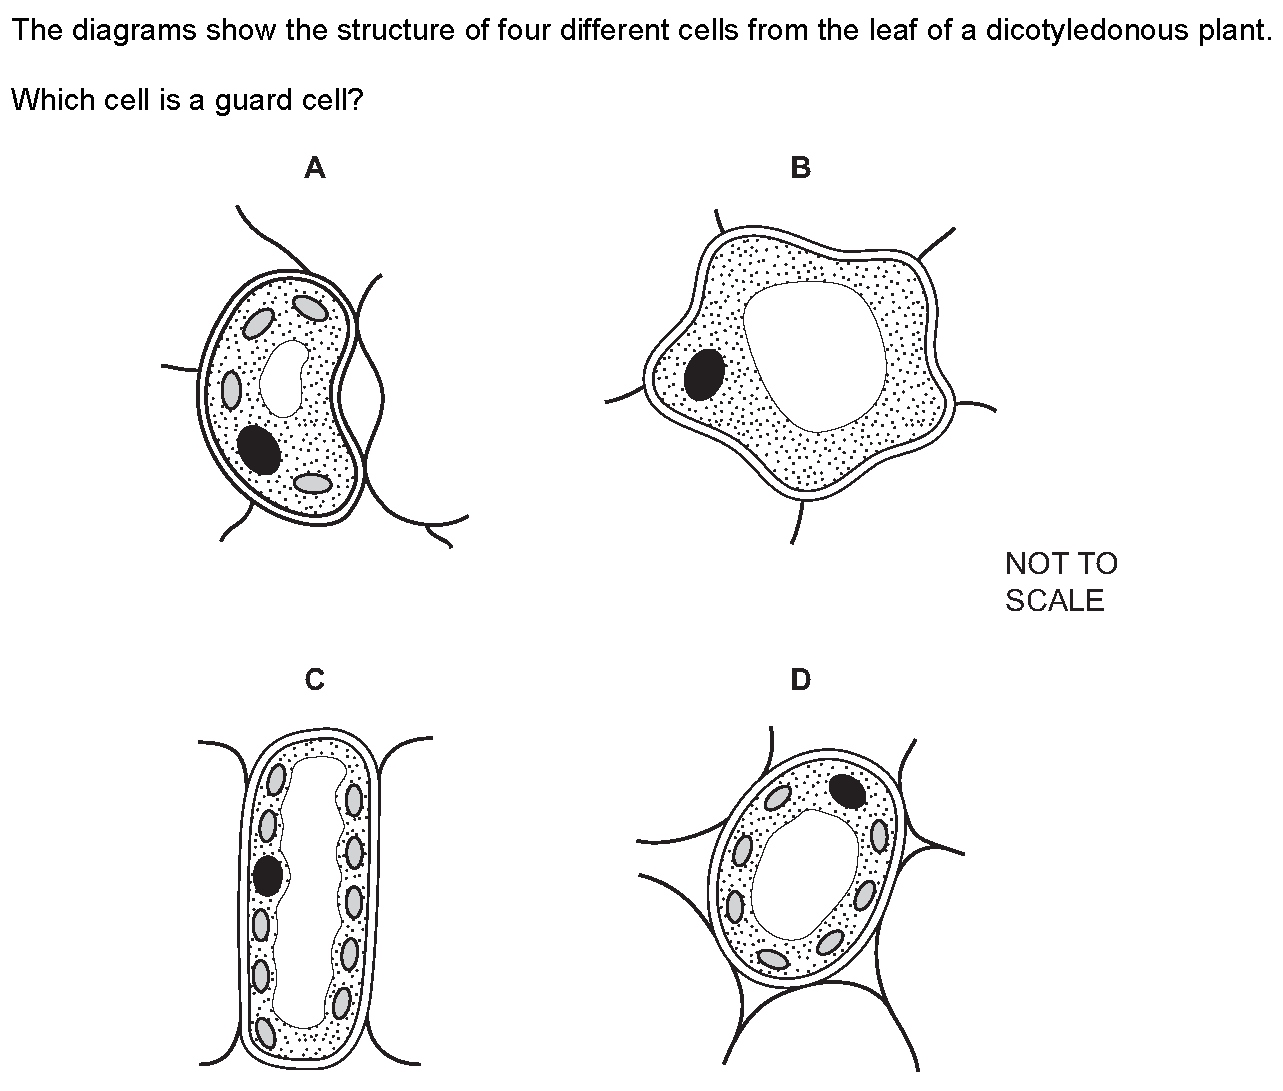 The diagrams show the structure of four different cells from the leaf of a dicotyledonous plant.
Which cell is a guard cell?
A
B
NOT TO
SCALE
C
D